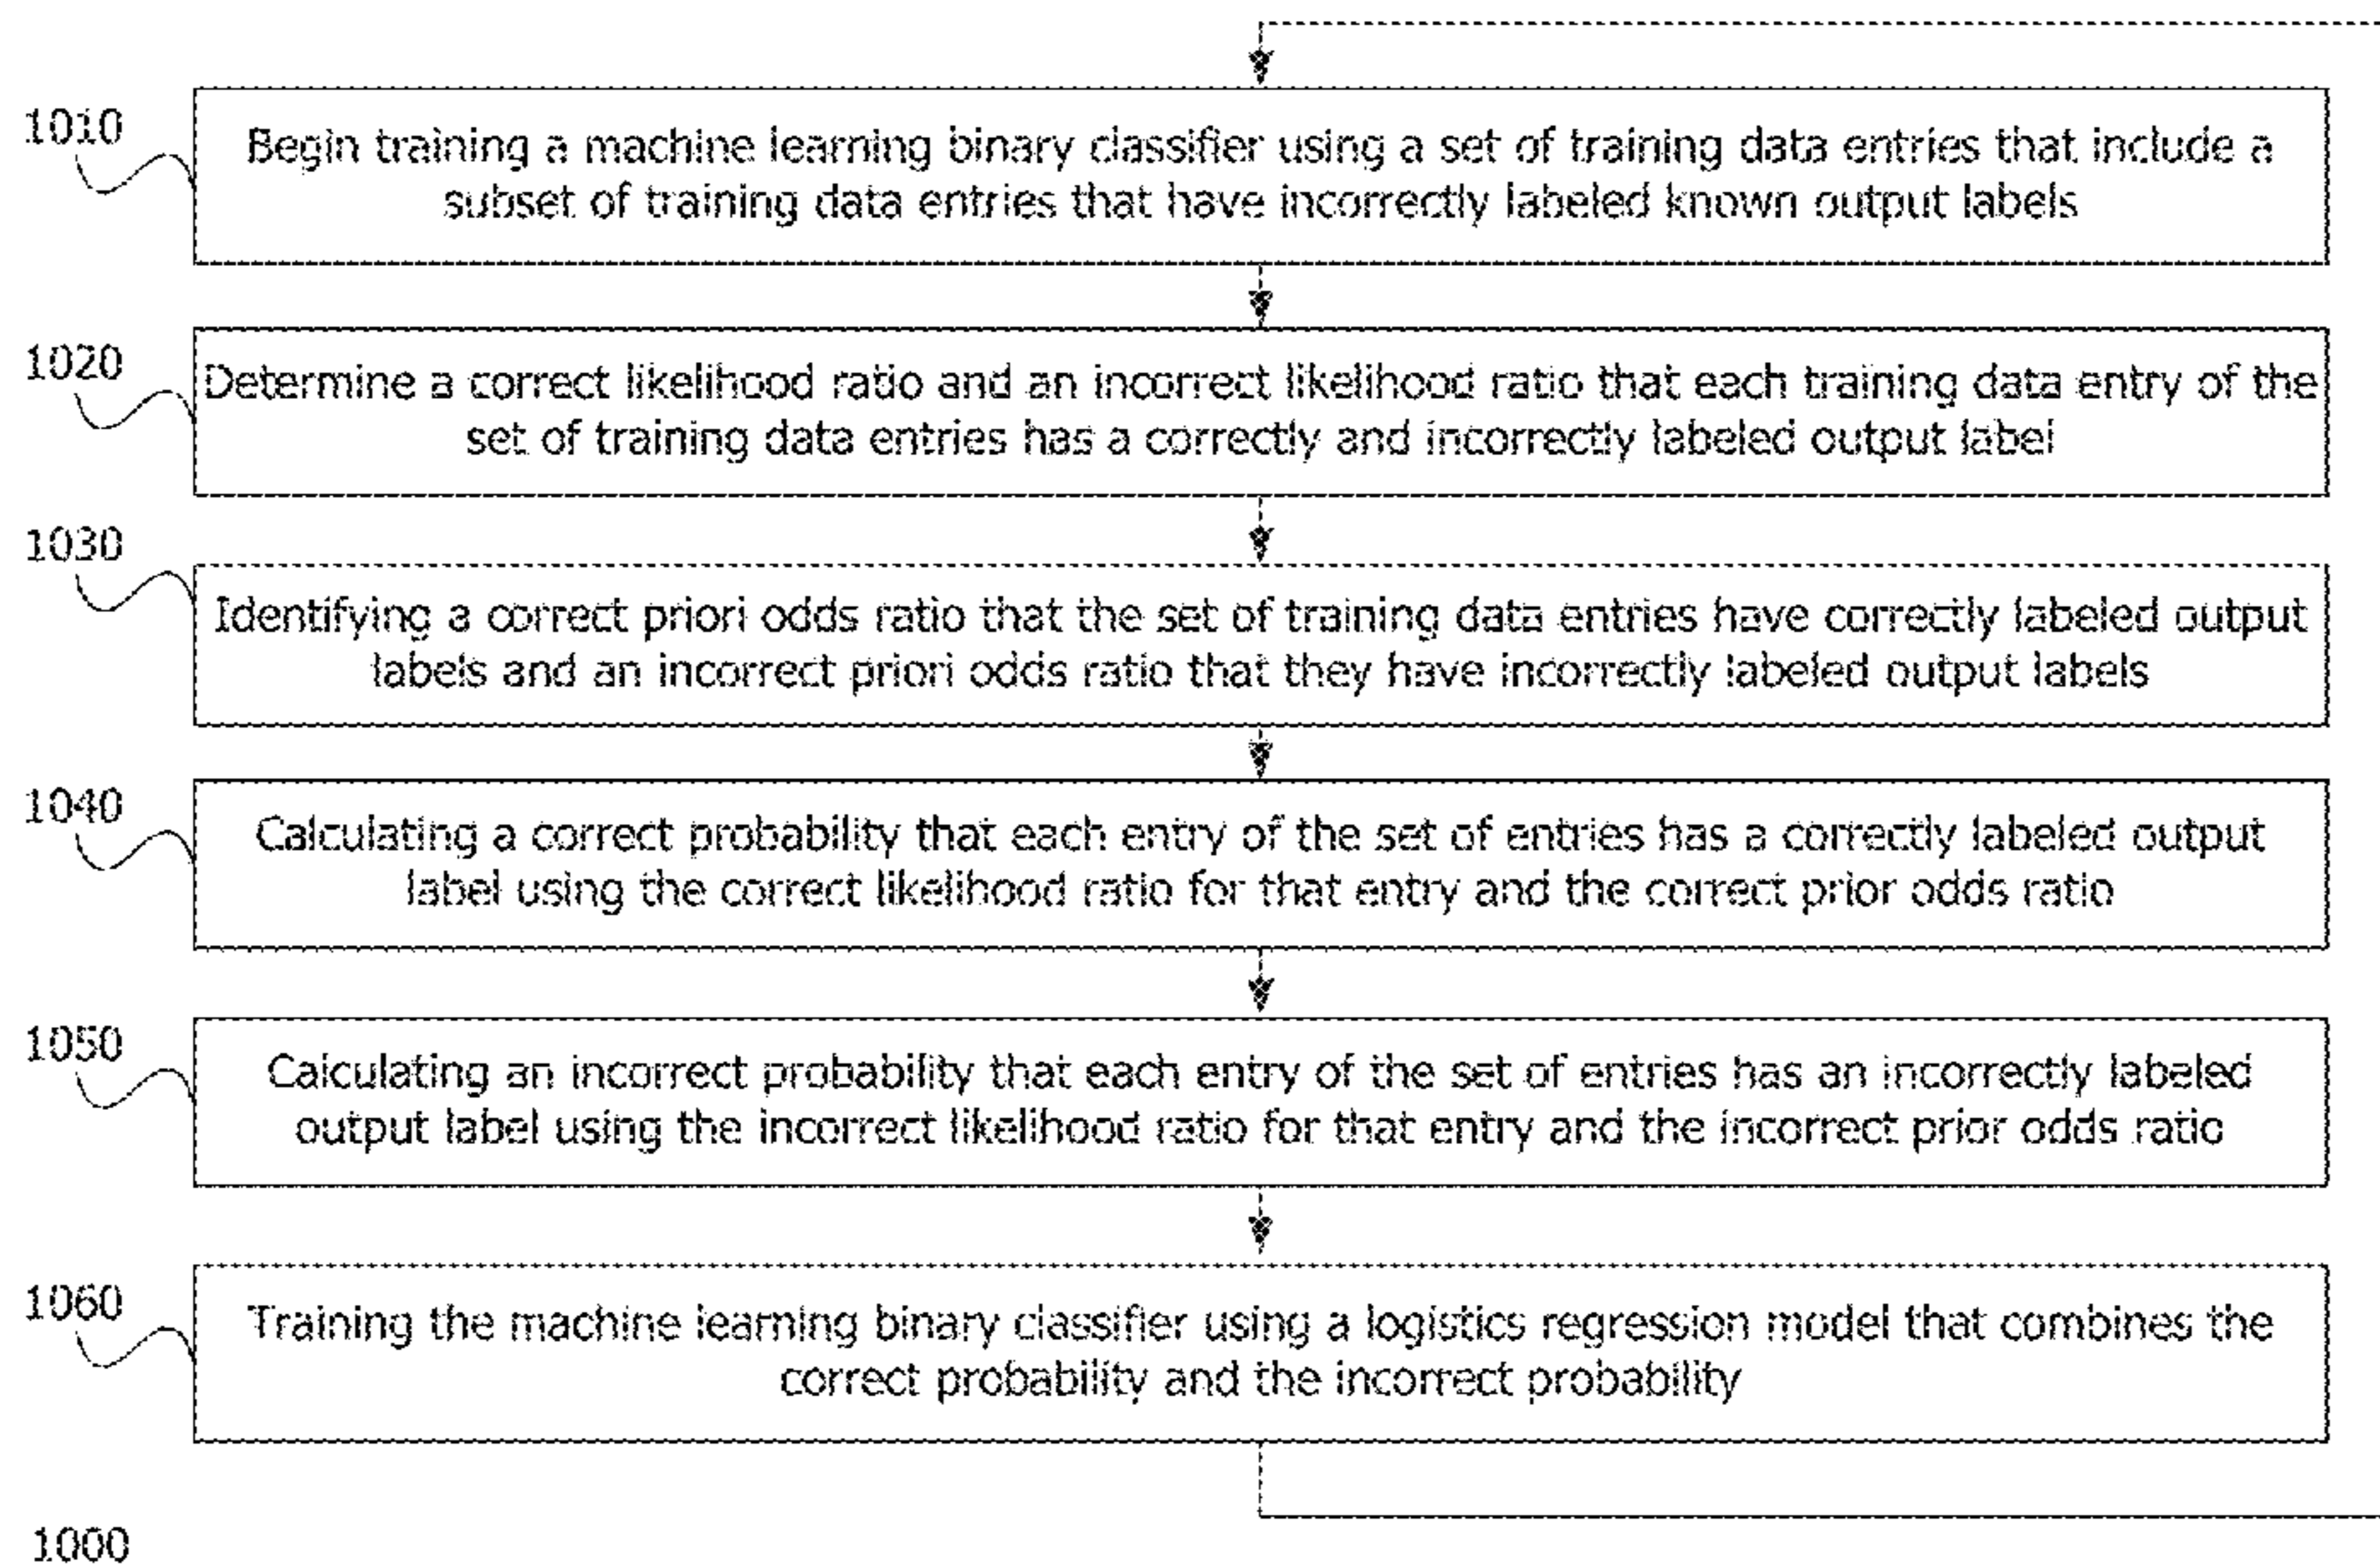 1010
Begin training a machine learning binary classifier using a set of training data entries that include a
subset of training data entries that have incorrectly labeled known output labels
1020
Determine a correct likelihood ratio and an incorrect likelihood ratio that each training data entry of the
set of training data entries has a correctly and incorrectly labeled output label
1030
Identifying a correct priori odds ratio that the set of training data entries have correctly labeled output
labels and an incorrect priori odds ratio that they have incorrectly labeled output labels
1040
Calculating a correct probability that each entry of the set of entries has a correctly labeled output
label using the correct likelihood ratio for that entry and the correct prior odds ratio
1050
Calculating an incorrect probability that each entry of the set of entries has an incorrectly labeled
output label using the incorrect likelihood ratio for that entry and the incorrect prior odds ratio
1060
Training the machine learning binary classifier using a logistics regression model that combines the
correct probability and the incorrect probability
1000